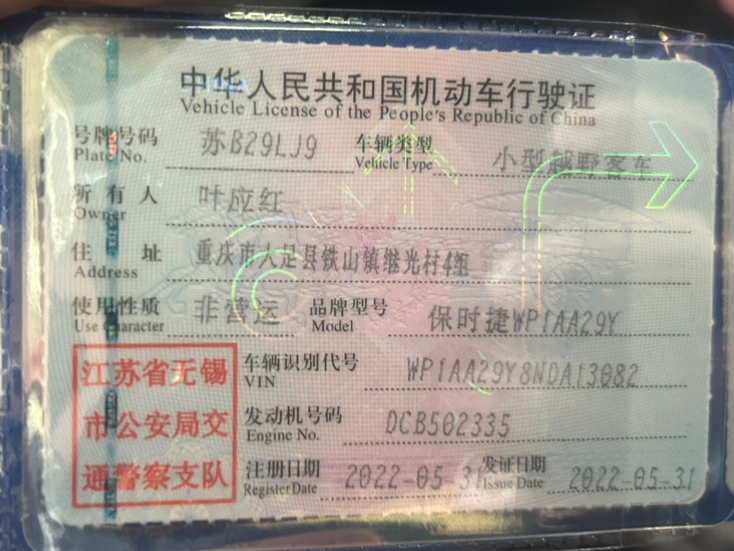 中华人民共和国机动车行驶证
Vehicle License of the People's Republic of China
号牌号码 苏B29LJ9 车辆类型 小型越野客车
Plate No. Vehicle Type
所有人 叶应红
Owner
住址 重庆市大足县铁山镇继光村4组
Address
使用性质 非营运 品牌型号 保时捷WP1AA29Y
Use Character Model
江苏省无锡
市公安局交
通警察支队
车辆识别代号 WP1AA29Y8NDA13082
VIN
发动机号码 DCB502335
Engine No.
注册日期 2022-05-31 发证日期 2022-05-31
Register Date Issue Date